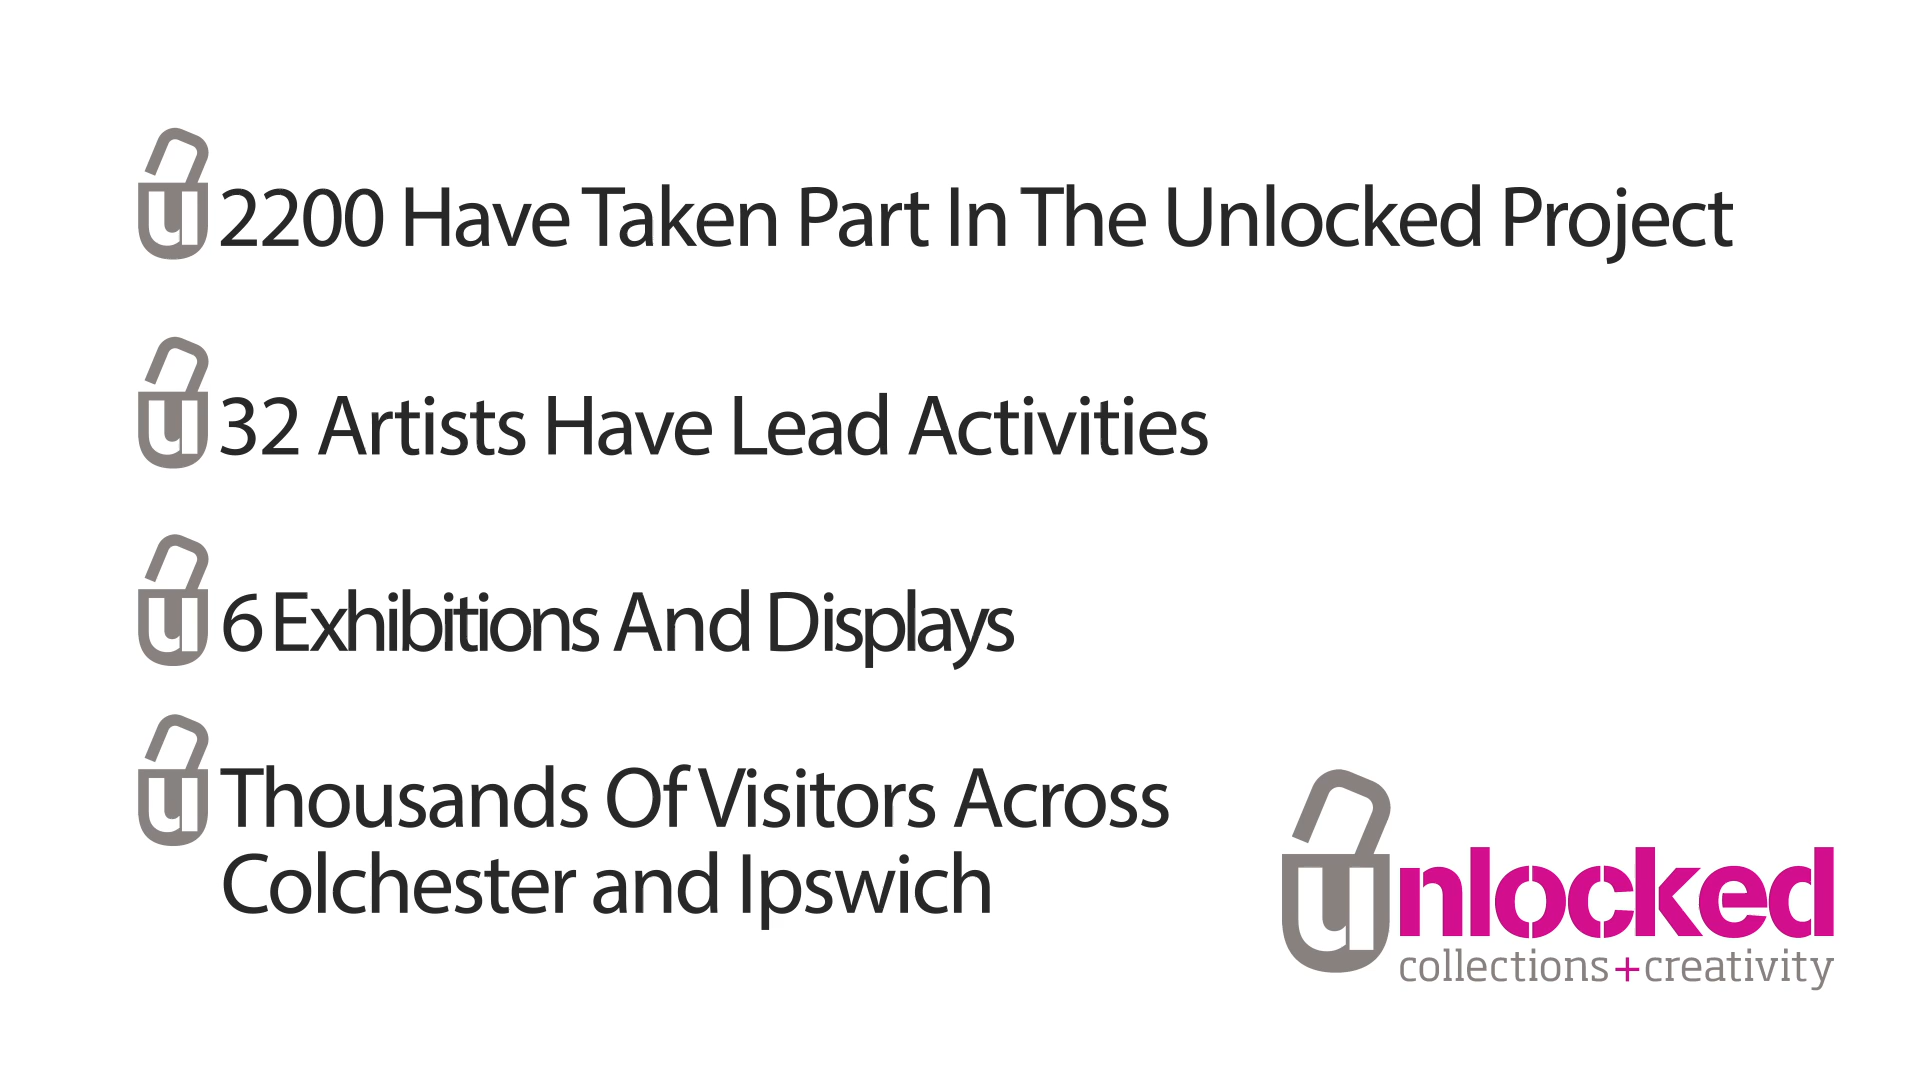 2200 Have Taken Part In The Unlocked Project
32 Artists Have Lead Activities
6 Exhibitions And Displays
Thousands Of Visitors Across
Colchester and Ipswich
unlocked
collections+creativity